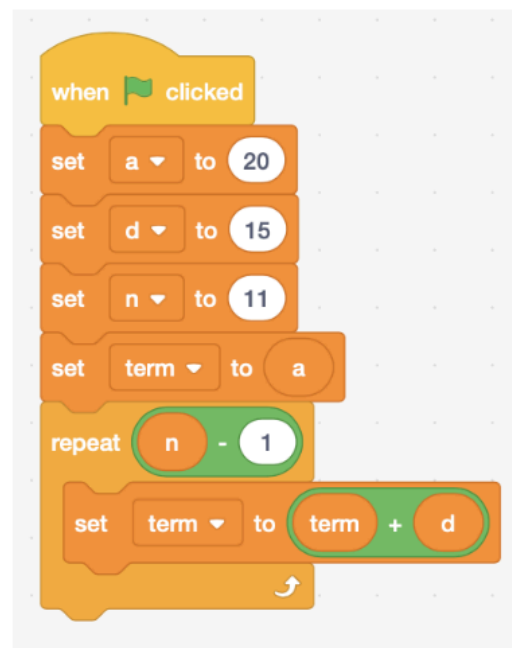 when clicked
set a to 20
set d to 15
set n to 11
set term to a
repeat n - 1
set term to term + d